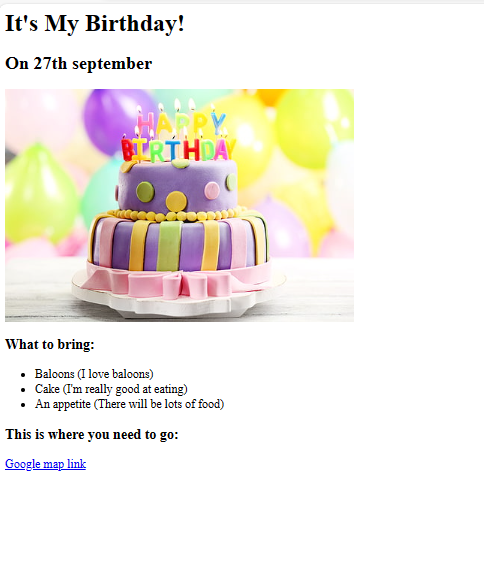 It's My Birthday!
On 27th september
HAPPY
BIRTHDAY
What to bring:
Baloons (I love baloons)
Cake (I'm really good at eating)
An appetite (There will be lots of food)
This is where you need to go:
Google map link